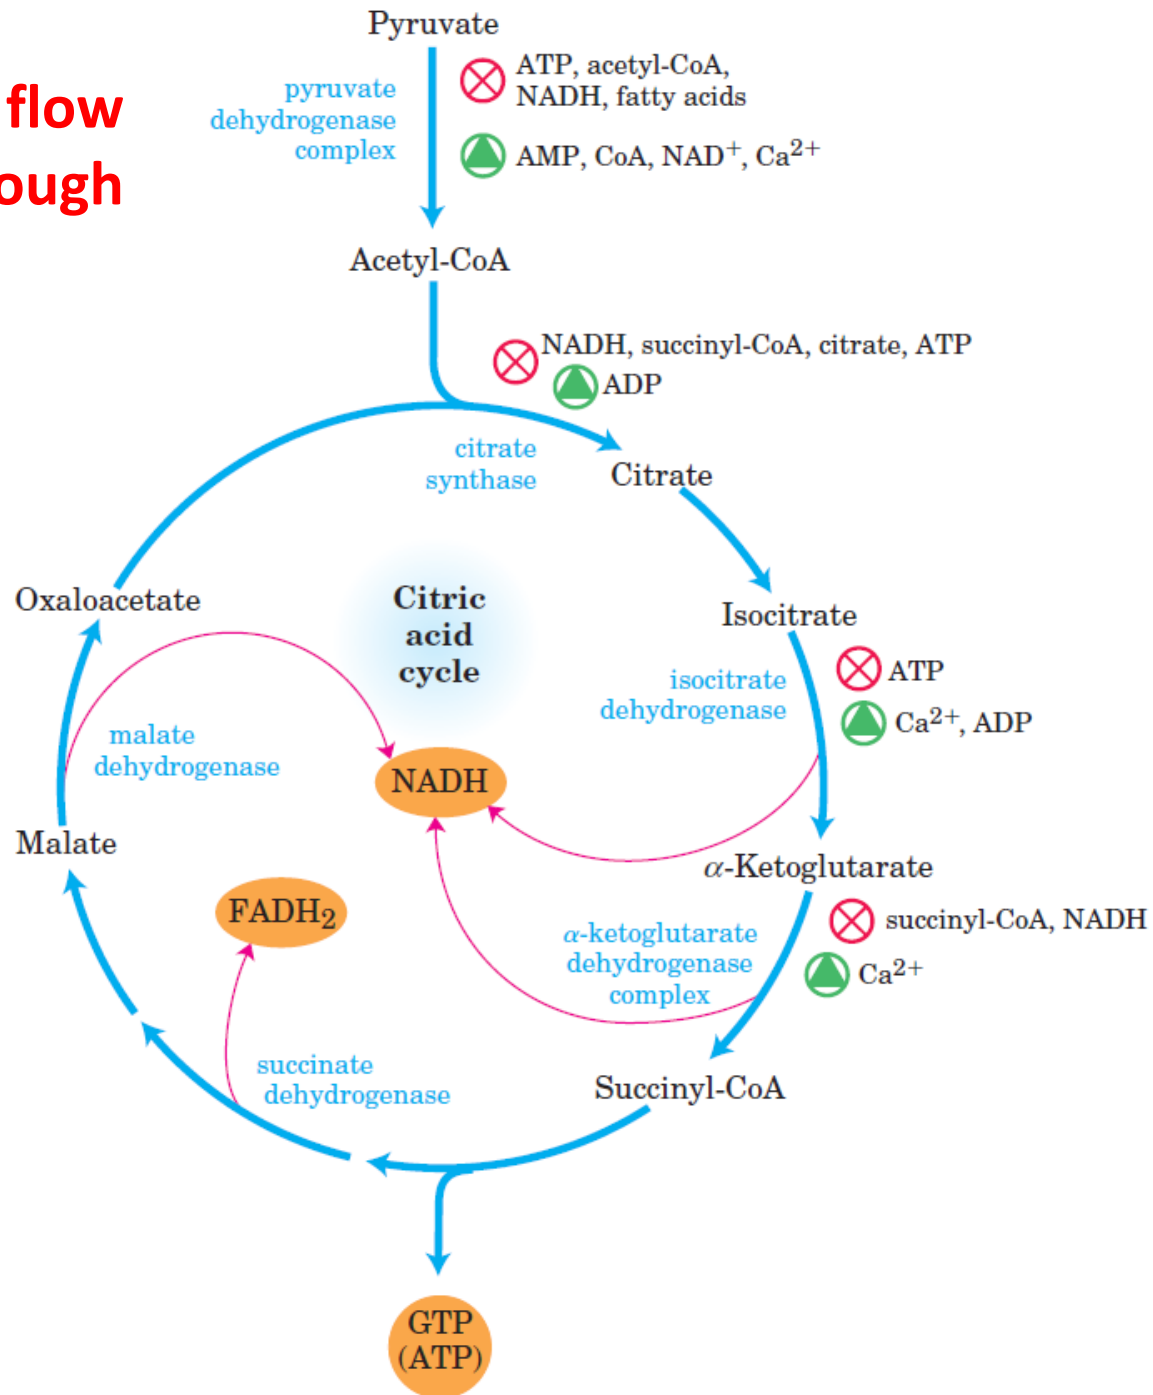 Pyruvate
flow
ough
pyruvate
dehydrogenase
complex
ATP, acetyl-CoA,
NADH, fatty acids
AMP, CoA, NAD⁺, Ca²⁺
Acetyl-CoA
NADH, succinyl-CoA, citrate, ATP
ADP
citrate
synthase
Citrate
Oxaloacetate
Citric
acid
cycle
Isocitrate
isocitrate
dehydrogenase
ATP
Ca²⁺, ADP
malate
dehydrogenase
NADH
Malate
α-Ketoglutarate
FADH₂
succinyl-CoA, NADH
Ca²⁺
α-ketoglutarate
dehydrogenase
complex
succinate
dehydrogenase
Succinyl-CoA
GTP
(ATP)